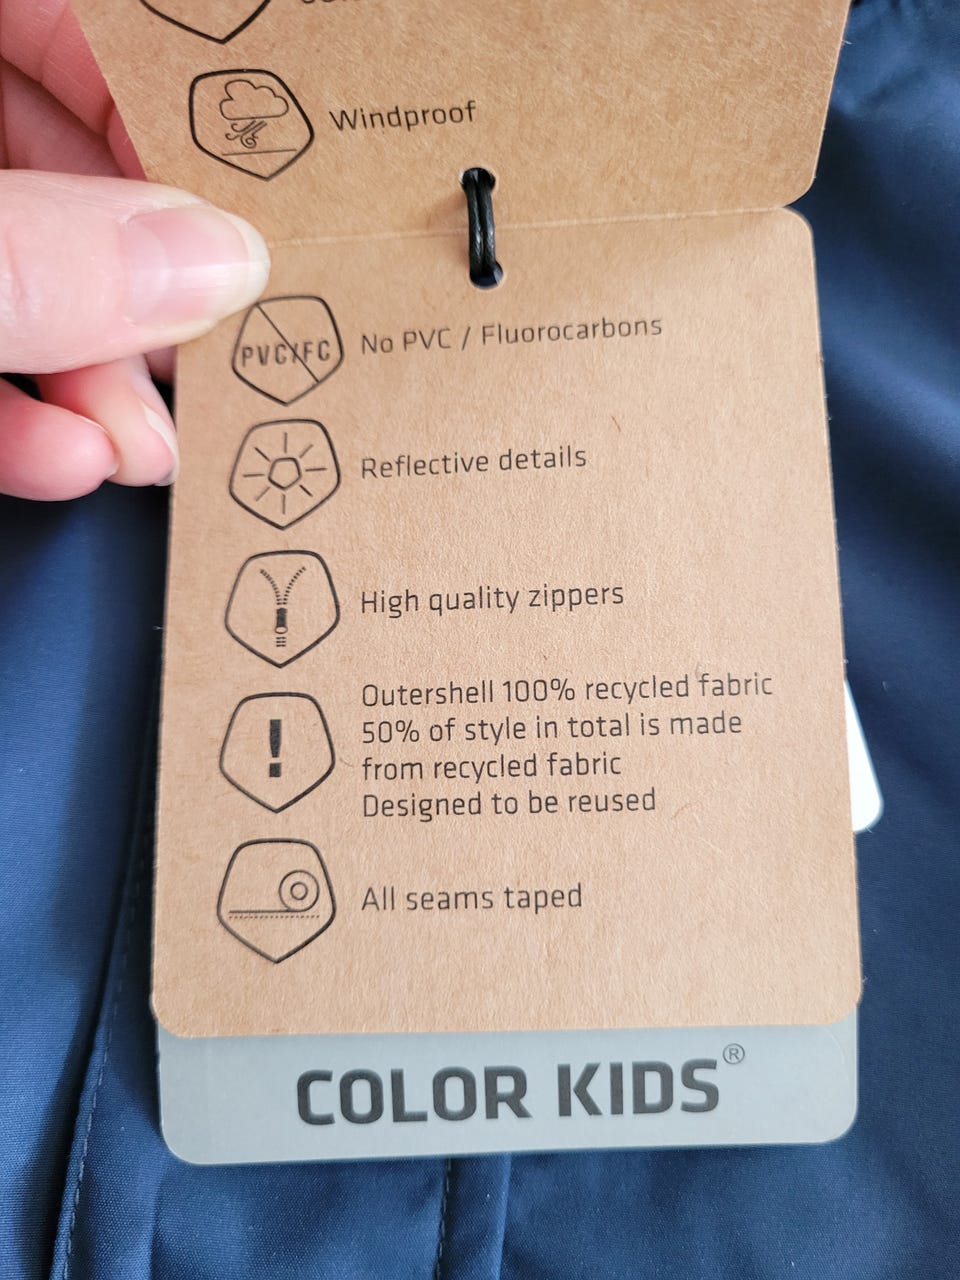 Windproof
PVC/FC
No PVC / Fluorocarbons
Reflective details
High quality zippers
!
Outershell 100% recycled fabric
50% of style in total is made
from recycled fabric
Designed to be reused
All seams taped
COLOR KIDS®